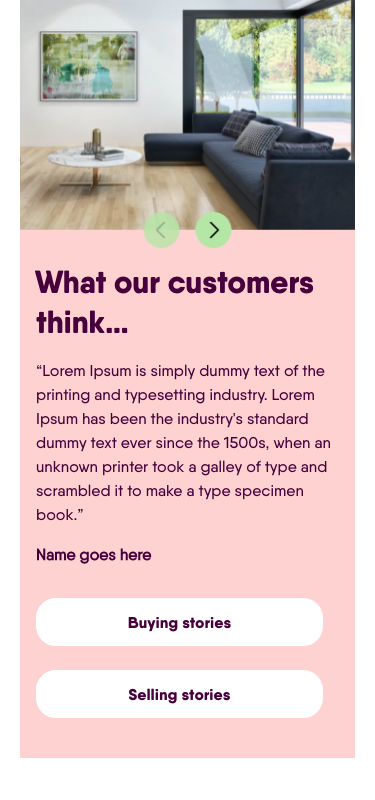 What our customers
think...
“Lorem Ipsum is simply dummy text of the
printing and typesetting industry. Lorem
Ipsum has been the industry's standard
dummy text ever since the 1500s, when an
unknown printer took a galley of type and
scrambled it to make a type specimen
book.”
Name goes here
Buying stories
Selling stories